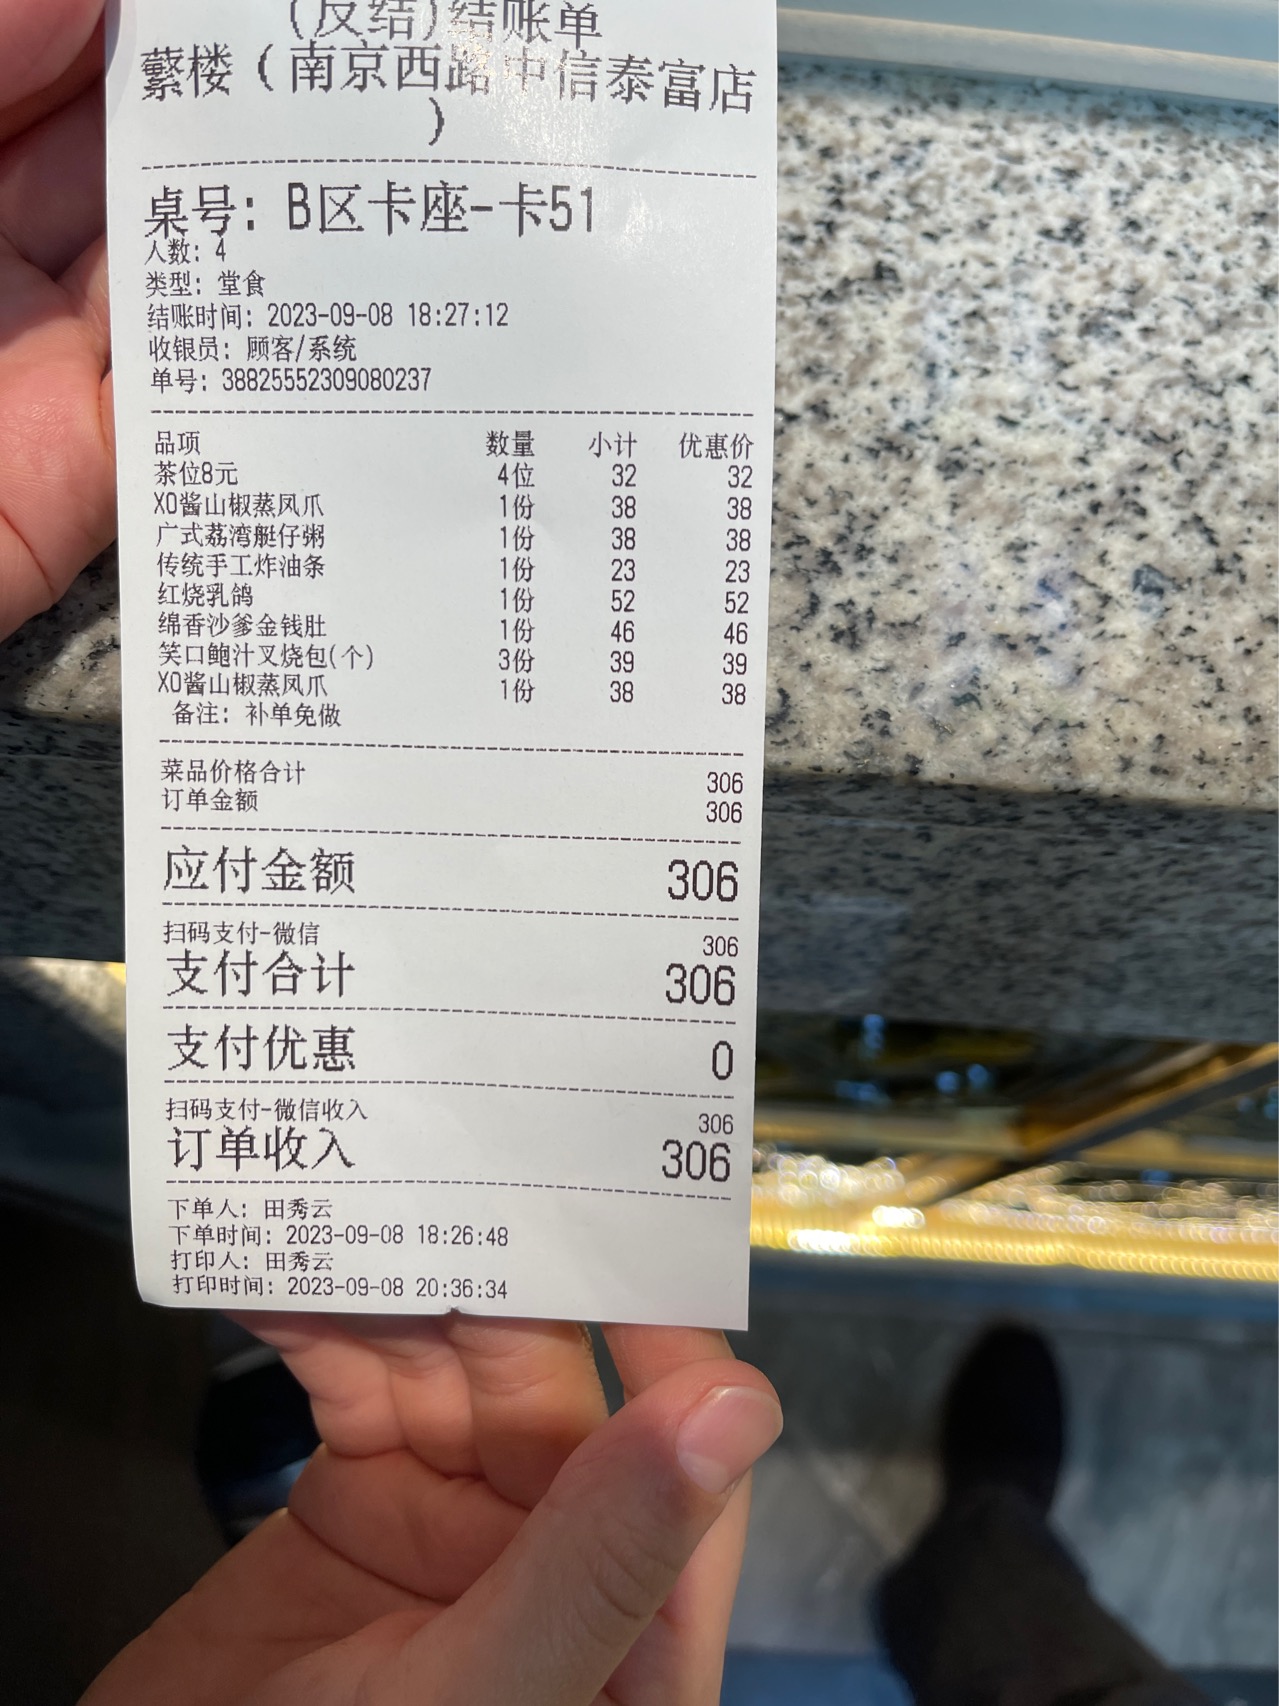 (反结)结账单
蘩楼(南京西路中信泰富店
)
桌号: B区卡座-卡51
人数: 4
类型: 堂食
结账时间: 2023-09-08 18:27:12
收银员: 顾客/系统
单号: 38825552309080237
品项 数量 小计 优惠价
茶位8元 4位 32 32
XO酱山椒蒸凤爪 1份 38 38
广式荔湾艇仔粥 1份 38 38
传统手工炸油条 1份 23 23
红烧乳鸽 1份 52 52
绵香沙爹金钱肚 1份 46 46
笑口鲍汁叉烧包(个) 3份 39 39
XO酱山椒蒸凤爪 1份 38 38
备注: 补单免做
菜品价格合计 306
订单金额 306
应付金额 306
扫码支付-微信 306
支付合计 306
支付优惠 0
扫码支付-微信收入 306
订单收入 306
下单人: 田秀云
下单时间: 2023-09-08 18:26:48
打印人: 田秀云
打印时间: 2023-09-08 20:36:34